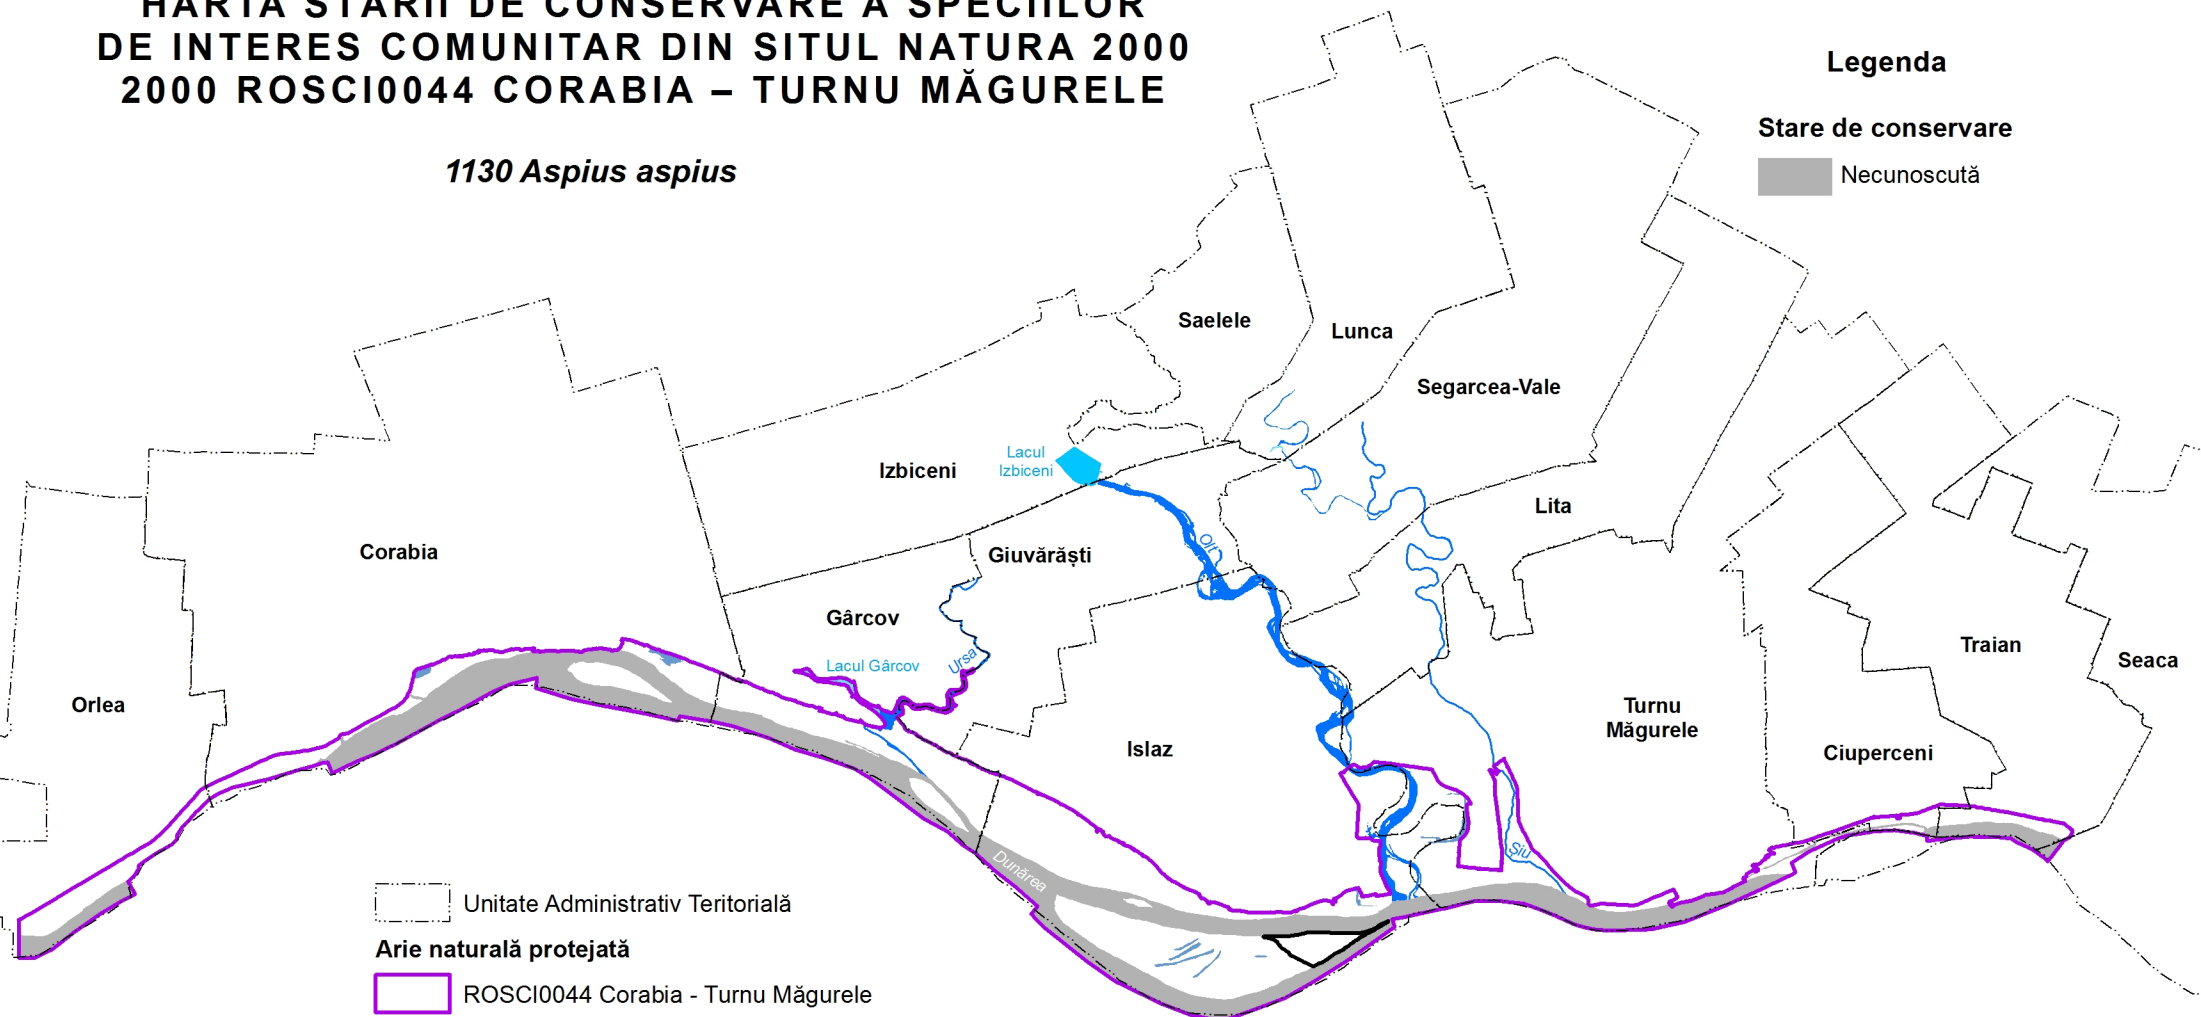 HARTA STĂRII DE CONSERVARE A SPECIILOR
DE INTERES COMUNITAR DIN SITUL NATURA 2000
2000 ROSCI0044 CORABIA – TURNU MĂGURELE
1130 Aspius aspius
Legenda
Stare de conservare
Necunoscută
Saelele
Lunca
Segarcea-Vale
Izbiceni
Lacul
Izbiceni
Lita
Olt
Corabia
Giuvărăști
Gârcov
Lacul Gârcov
Ursa
Traian
Seaca
Orlea
Turnu
Măgurele
Islaz
Ciuperceni
Șiu
Dunărea
Unitate Administrativ Teritorială
Arie naturală protejată
ROSCI0044 Corabia - Turnu Măgurele